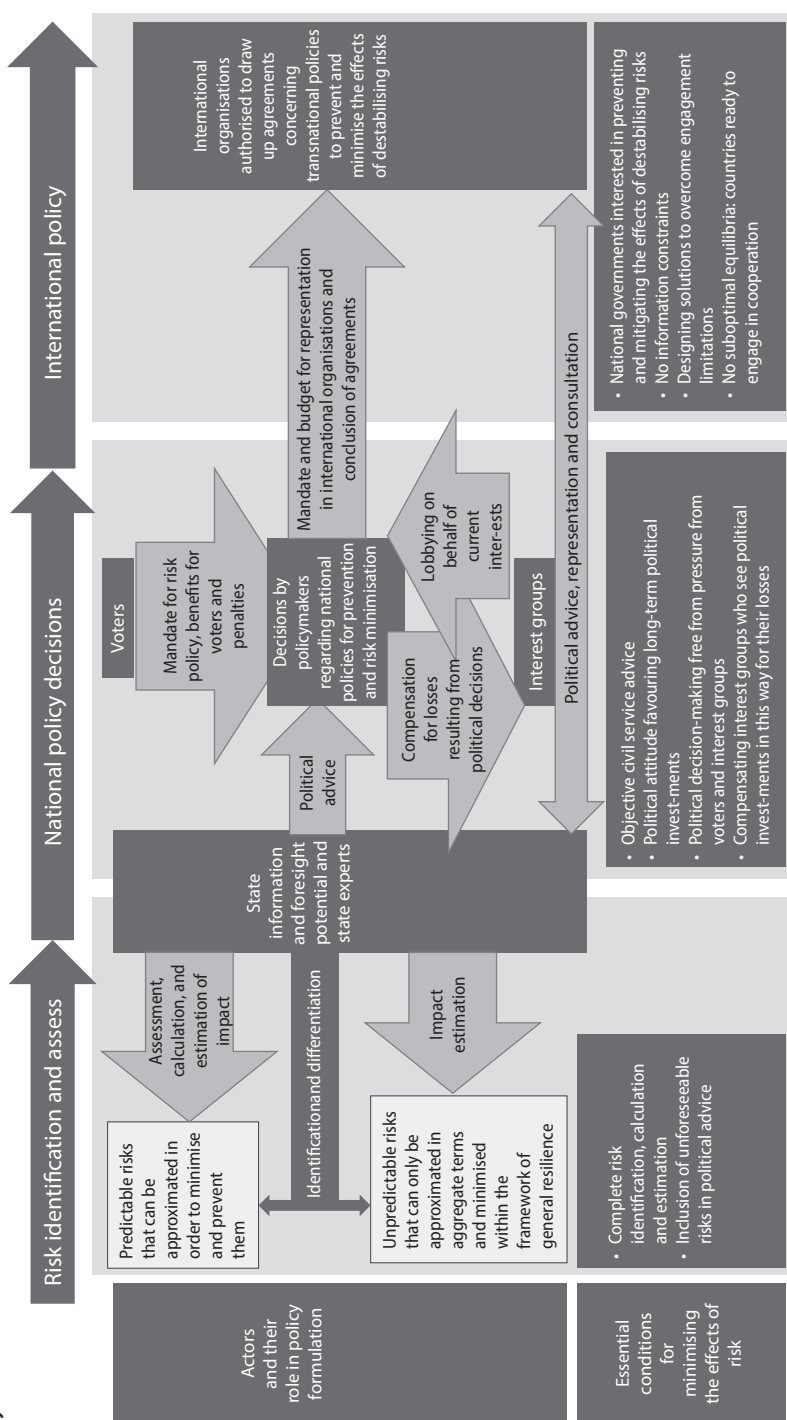 Risk identification and assess
National policy decisions
International policy
Actors
and their
role in policy
formulation
Predictable risks
that can be
approximated in
order to minimise
and prevent
them
Assessment,
calculation, and
estimation of
impact
Identificationand differentiation
Unpredictable risks
that can only be
approximated in
aggregate terms
and minimised
within the
framework of
general resilience
Impact
estimation
State
information
and foresight
potential and
state experts
Political
advice
Voters
Mandate for risk
policy, benefits for
voters and
penalties
Decisions by
policymakers
regarding national
policies for prevention
and risk minimisation
Compensation
for losses
resulting from
political decisions
Lobbying on
behalf of
current
inter-ests
Interest groups
Mandate and budget for representation
in international organisations and
conclusion of agreements
International
organisations
authorised to draw
up agreements
concerning
transnational policies
to prevent and
minimise the effects
of destabilising risks
Political advice, representation and consultation
Essential
conditions
for
minimising
the effects of
risk
• Complete risk
identification, calculation
and estimation
• Inclusion of unforeseeable
risks in political advice
• Objective civil service advice
• Political attitude favouring long-term political
invest-ments
• Political decision-making free from pressure from
voters and interest groups
• Compensating interest groups who see political
invest-ments in this way for their losses
• National governments interested in preventing
and mitigating the effects of destabilising risks
• No information constraints
• Designing solutions to overcome engagement
limitations
• No suboptimal equilibria: countries ready to
engage in cooperation